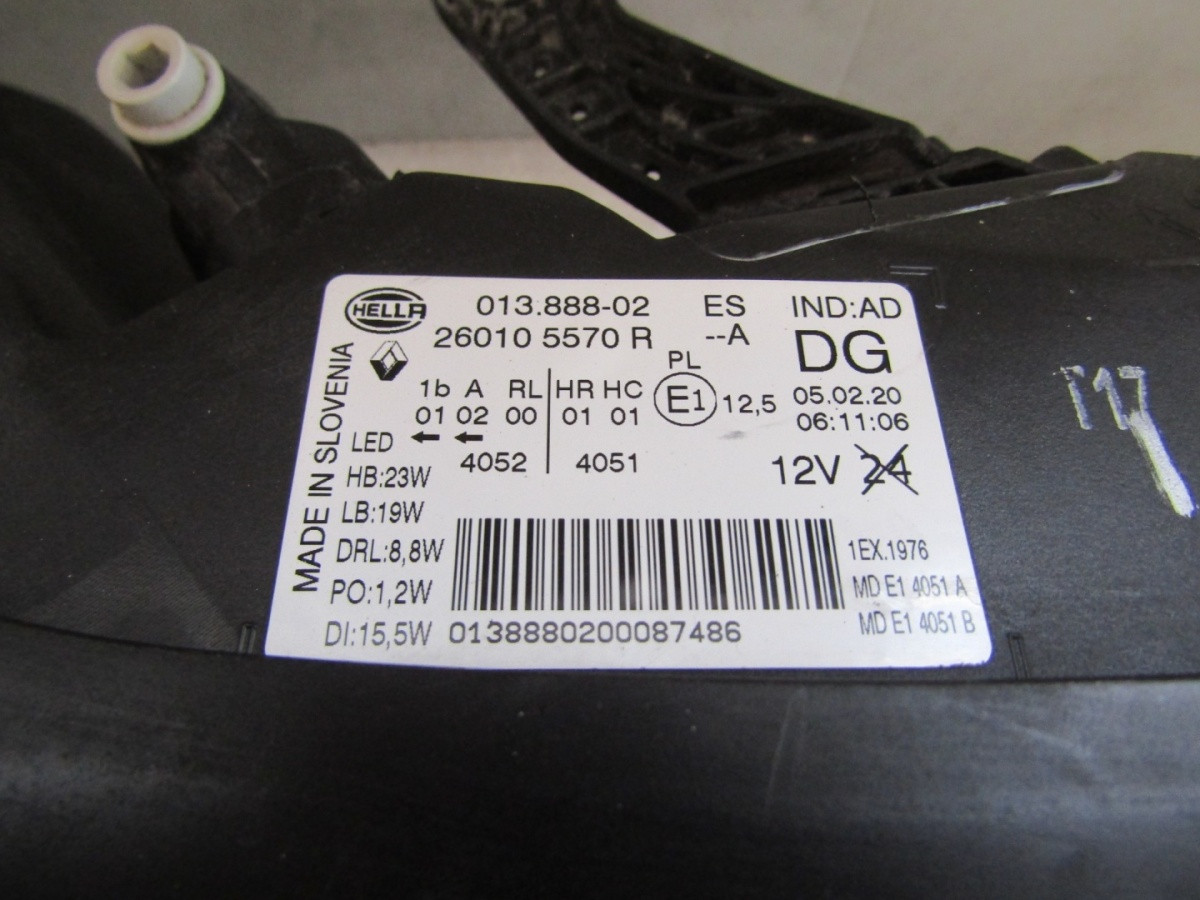 HELLA 013.888-02 ES IND:AD
26010 5570 R --A DG
MADE IN SLOVENIA
PL
1b A RL HR HC E1 12,5 05.02.20
01 02 00 01 01 06:11:06
LED ← ←
4052 4051 12V 24
HB:23W
LB:19W
DRL:8,8W 1EX.1976
PO:1,2W MD E1 4051 A
DI:15,5W 0138880200087486 MD E1 4051 B